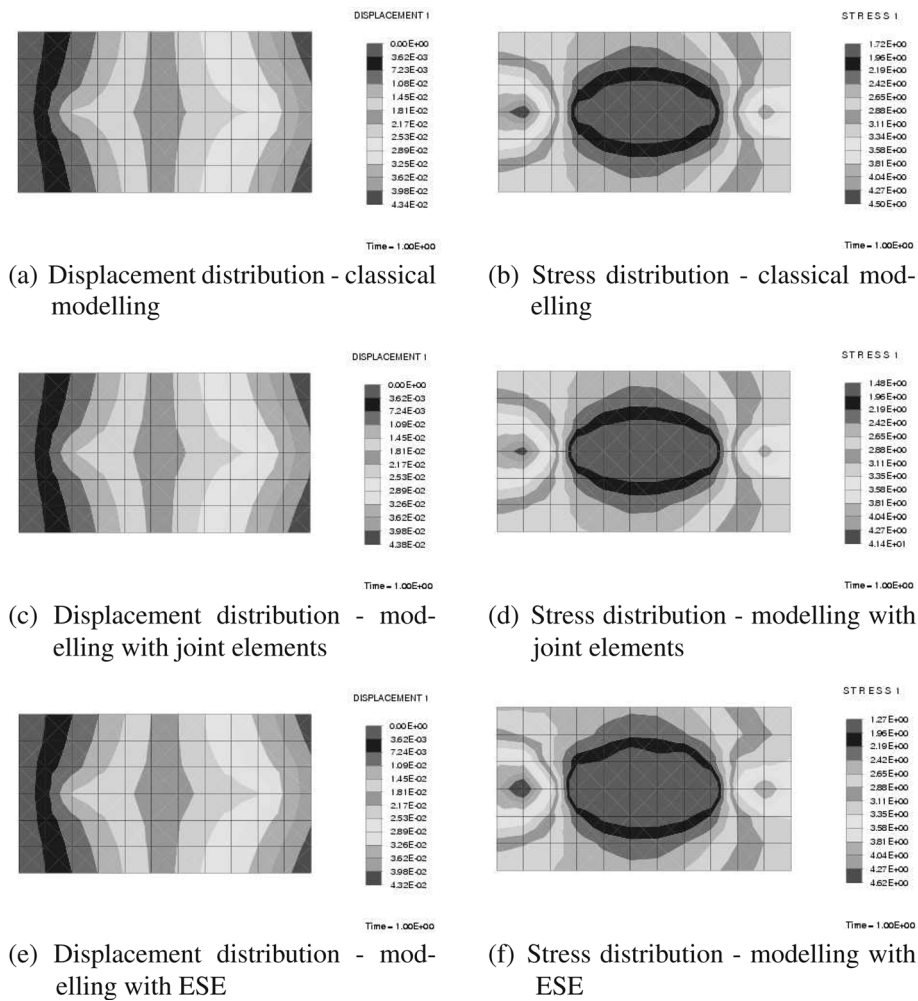 DISPLACEMENT 1
0.00E+00
3.62E-03
7.23E-03
1.08E-02
1.45E-02
1.81E-02
2.17E-02
2.53E-02
2.89E-02
3.25E-02
3.62E-02
3.98E-02
4.34E-02
Time = 1.00E+00
STRESS 1
1.72E+00
1.96E+00
2.19E+00
2.42E+00
2.65E+00
2.88E+00
3.11E+00
3.34E+00
3.58E+00
3.81E+00
4.04E+00
4.27E+00
4.50E+00
Time = 1.00E+00
(a) Displacement distribution - classical
modelling
(b) Stress distribution - classical mod-
elling
DISPLACEMENT 1
0.00E+00
3.62E-03
7.24E-03
1.09E-02
1.45E-02
1.81E-02
2.17E-02
2.53E-02
2.89E-02
3.26E-02
3.62E-02
3.98E-02
4.38E-02
Time = 1.00E+00
STRESS 1
1.48E+00
1.96E+00
2.19E+00
2.42E+00
2.65E+00
2.88E+00
3.11E+00
3.35E+00
3.58E+00
3.81E+00
4.04E+00
4.27E+00
4.14E+01
Time = 1.00E+00
(c) Displacement distribution - mod-
elling with joint elements
(d) Stress distribution - modelling with
joint elements
DISPLACEMENT 1
0.00E+00
3.62E-03
7.24E-03
1.09E-02
1.45E-02
1.81E-02
2.17E-02
2.53E-02
2.89E-02
3.26E-02
3.62E-02
3.98E-02
4.32E-02
Time = 1.00E+00
STRESS 1
1.27E+00
1.96E+00
2.19E+00
2.42E+00
2.65E+00
2.88E+00
3.11E+00
3.35E+00
3.58E+00
3.81E+00
4.04E+00
4.27E+00
4.62E+00
Time = 1.00E+00
(e) Displacement distribution - mod-
elling with ESE
(f) Stress distribution - modelling with
ESE